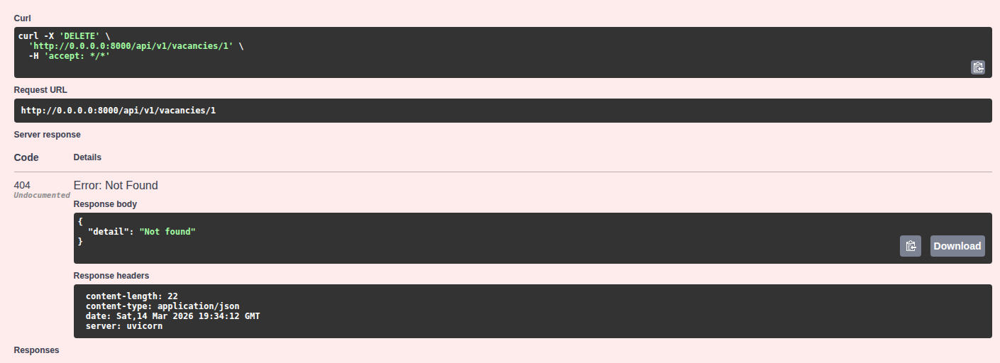 Curl
curl -X 'DELETE' \
  'http://0.0.0.0:8000/api/v1/vacancies/1' \
  -H 'accept: */*'
Request URL
http://0.0.0.0:8000/api/v1/vacancies/1
Server response
Code Details
404 Error: Not Found
Undocumented
Response body
{
  "detail": "Not found"
}
Download
Response headers
content-length: 22
content-type: application/json
date: Sat,14 Mar 2026 19:34:12 GMT
server: uvicorn
Responses